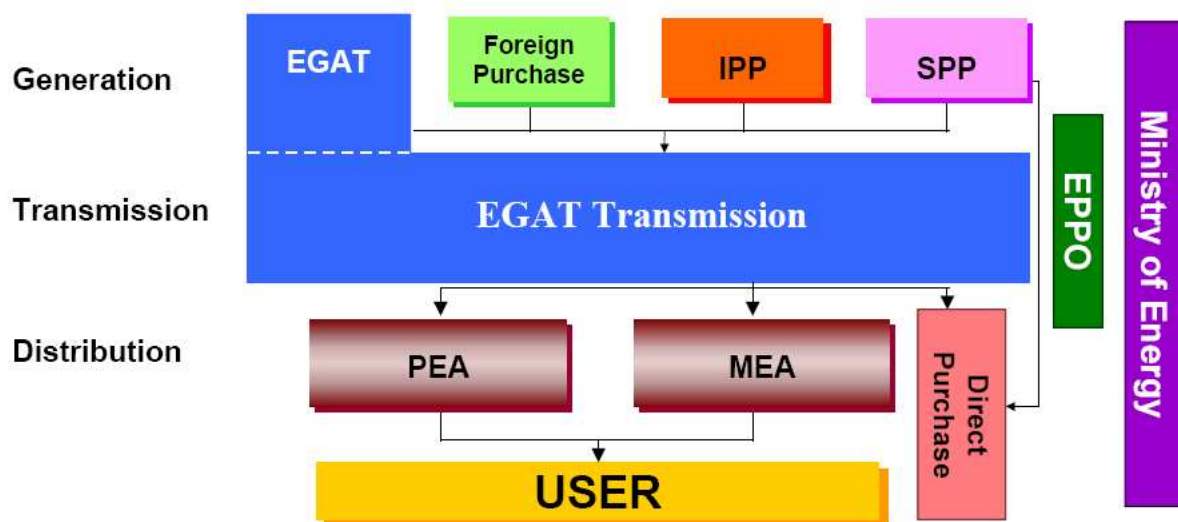 Generation
EGAT
Foreign
Purchase
IPP
SPP
Transmission
EGAT Transmission
Distribution
PEA
MEA
Direct
Purchase
USER
EPPO
Ministry of Energy